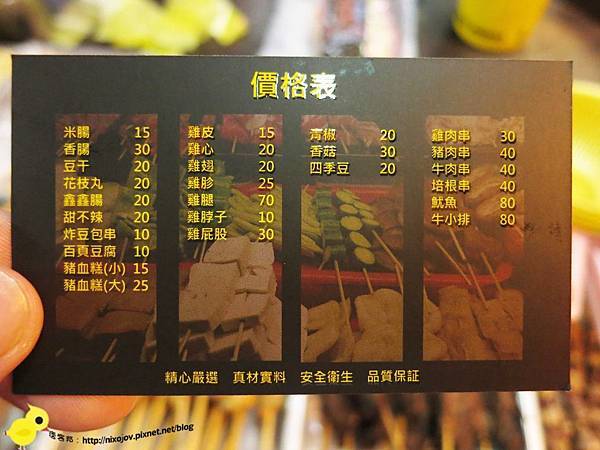 價格表
米腸 15
香腸 30
豆干 20
花枝丸 20
鑫鑫腸 20
甜不辣 20
炸豆包串 10
百頁豆腐 10
豬血糕(小) 15
豬血糕(大) 25
雞皮 15
雞心 20
雞翅 20
雞胗 25
雞腿 70
雞脖子 10
雞屁股 30
青椒 20
香菇 30
四季豆 20
雞肉串 30
豬肉串 40
牛肉串 40
培根串 40
魷魚 80
牛小排 80
精心嚴選 真材實料 安全衛生 品質保証
痞客邦:http://nixojov.pixnet.net/blog